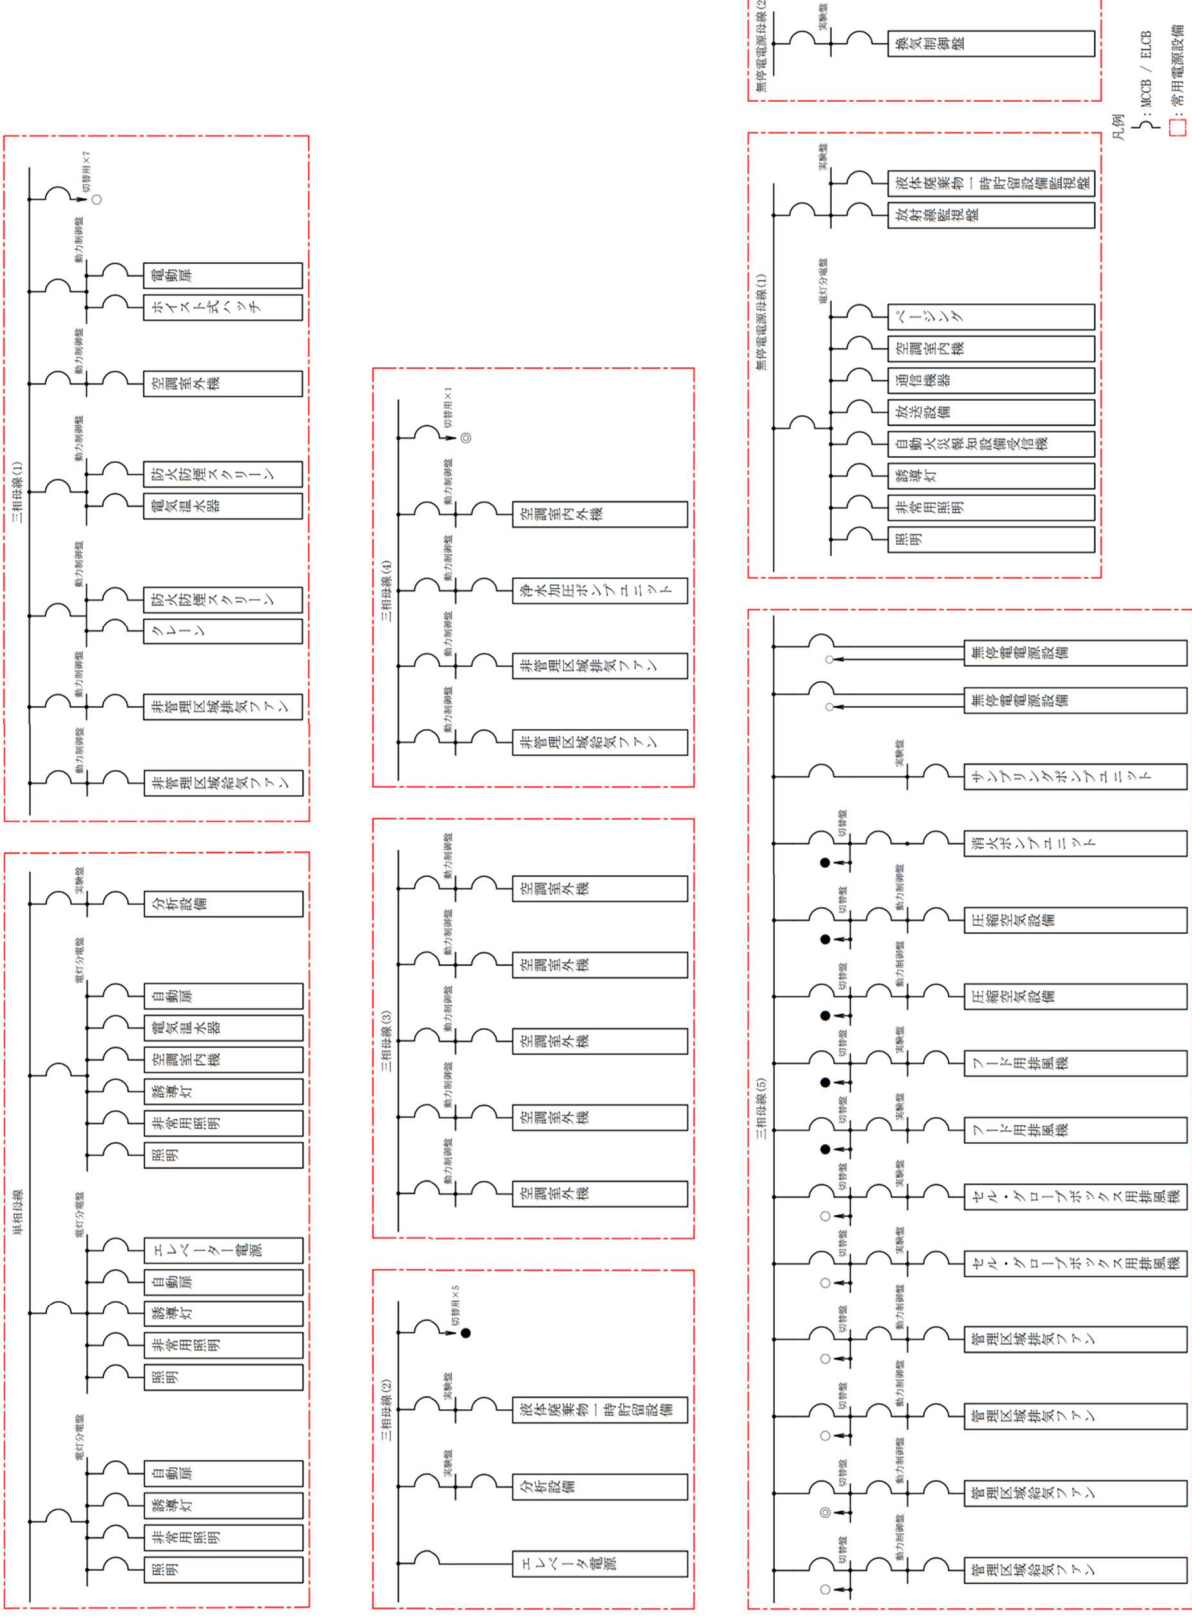 単相母線
電灯分電盤
照明
非常用照明
誘導灯
自動扉
電灯分電盤
照明
非常用照明
誘導灯
自動扉
エレベーター電源
電灯分電盤
照明
非常用照明
誘導灯
空調室内機
電気温水器
自動扉
実験盤
分析設備
三相母線(1)
動力制御盤
非管理区域給気ファン
動力制御盤
非管理区域排気ファン
動力制御盤
クレーン
防火防煙スクリーン
動力制御盤
電気温水器
防火防煙スクリーン
動力制御盤
空調室外機
動力制御盤
ホイスト式ハッチ
電動扉
切替用×7
三相母線(2)
エレベータ電源
実験盤
分析設備
実験盤
液体廃棄物一時貯留設備
切替用×5
三相母線(3)
動力制御盤
空調室外機
動力制御盤
空調室外機
動力制御盤
空調室外機
動力制御盤
空調室外機
動力制御盤
空調室外機
三相母線(4)
動力制御盤
非管理区域給気ファン
動力制御盤
非管理区域排気ファン
動力制御盤
浄水加圧ポンプユニット
動力制御盤
空調室内外機
切替用×1
三相母線(5)
切替盤
動力制御盤
管理区域給気ファン
切替盤
動力制御盤
管理区域給気ファン
切替盤
動力制御盤
管理区域排気ファン
切替盤
動力制御盤
管理区域排気ファン
切替盤
実験盤
セル・グローブボックス用排風機
切替盤
実験盤
セル・グローブボックス用排風機
切替盤
実験盤
フード用排風機
切替盤
実験盤
フード用排風機
切替盤
動力制御盤
圧縮空気設備
切替盤
動力制御盤
圧縮空気設備
切替盤
消火ポンプユニット
実験盤
サンプリングポンプユニット
無停電電源設備
無停電電源設備
無停電電源母線(1)
電灯分電盤
照明
非常用照明
誘導灯
自動火災報知設備受信機
放送設備
通信機器
空調室内機
ページング
実験盤
放射線監視盤
液体廃棄物一時貯留設備監視盤
無停電電源母線(2
実験盤
換気制御盤
凡例
: MCCB / ELCB
: 常用電源設備